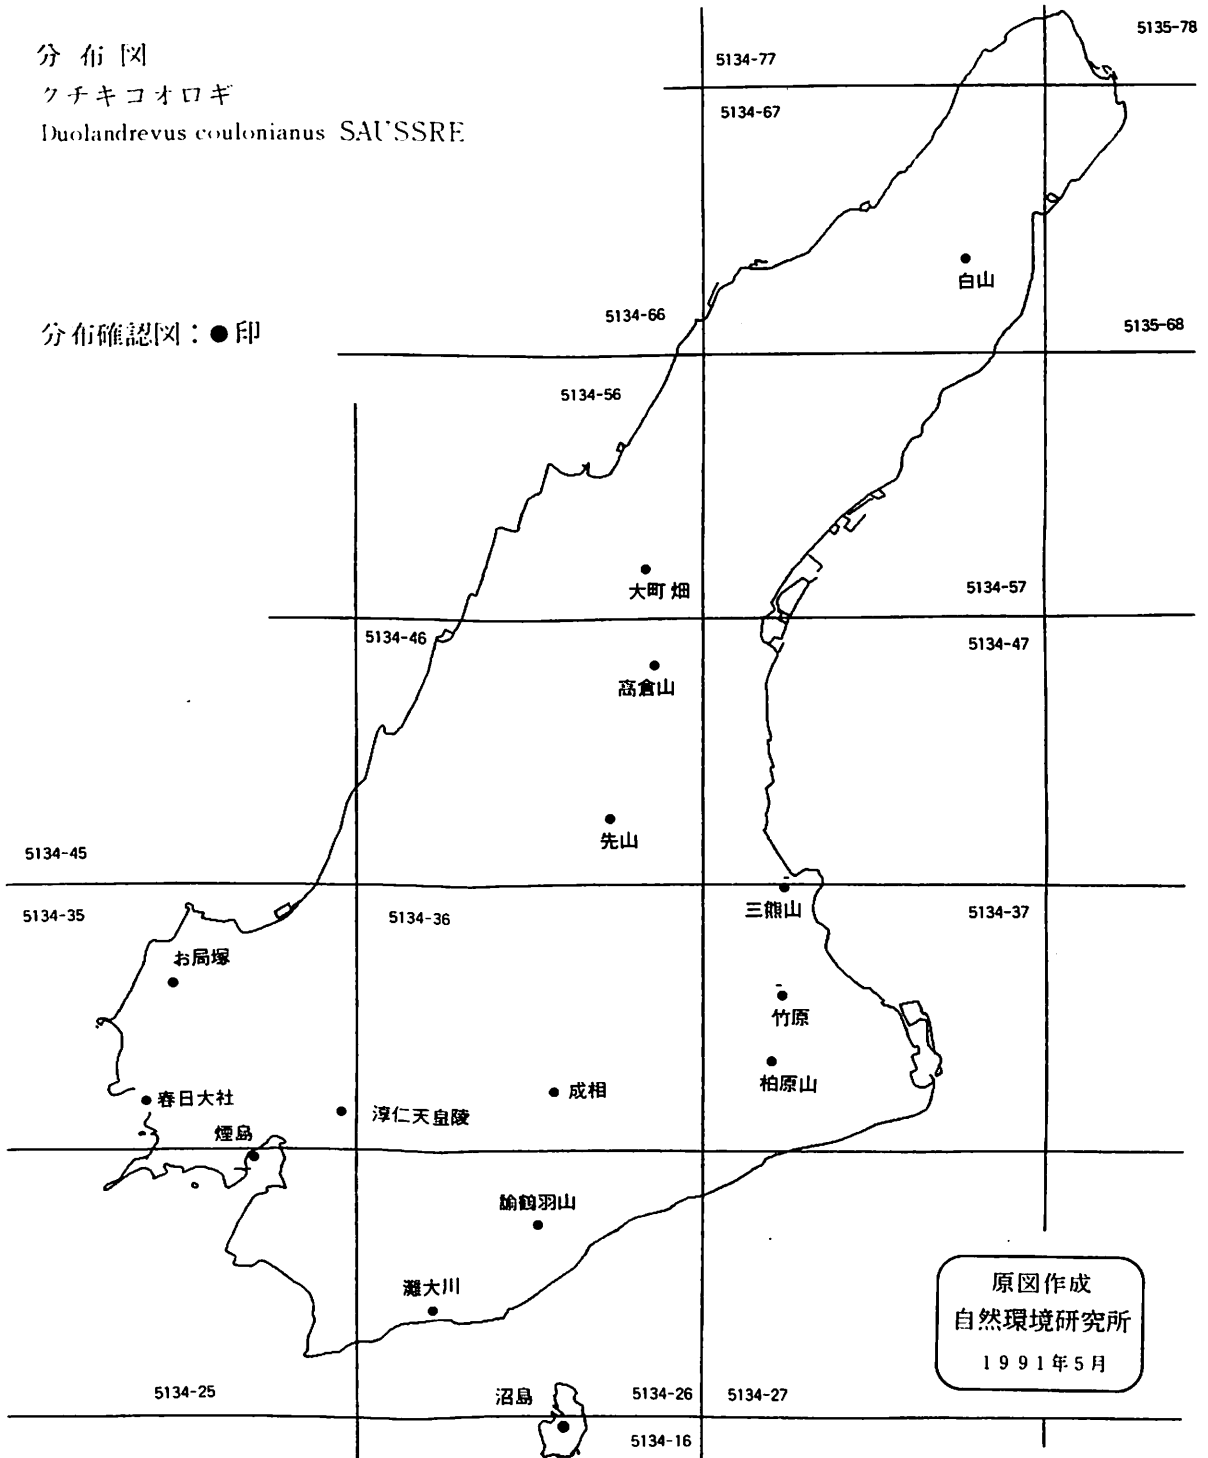 分布図
クチキコオロギ
Duolandrevus coulonianus SAUSSRE
分布確認図：●印
5135-78
5134-77
5134-67
白山
5134-66
5135-68
5134-56
大町畑
5134-57
5134-46
5134-47
高倉山
先山
5134-45
5134-35
5134-36
三熊山
5134-37
お局塚
竹原
柏原山
成相
春日大社
淳仁天皇陵
煙島
諭鶴羽山
灘大川
原図作成
自然環境研究所
1991年5月
5134-25
沼島
5134-26
5134-27
5134-16